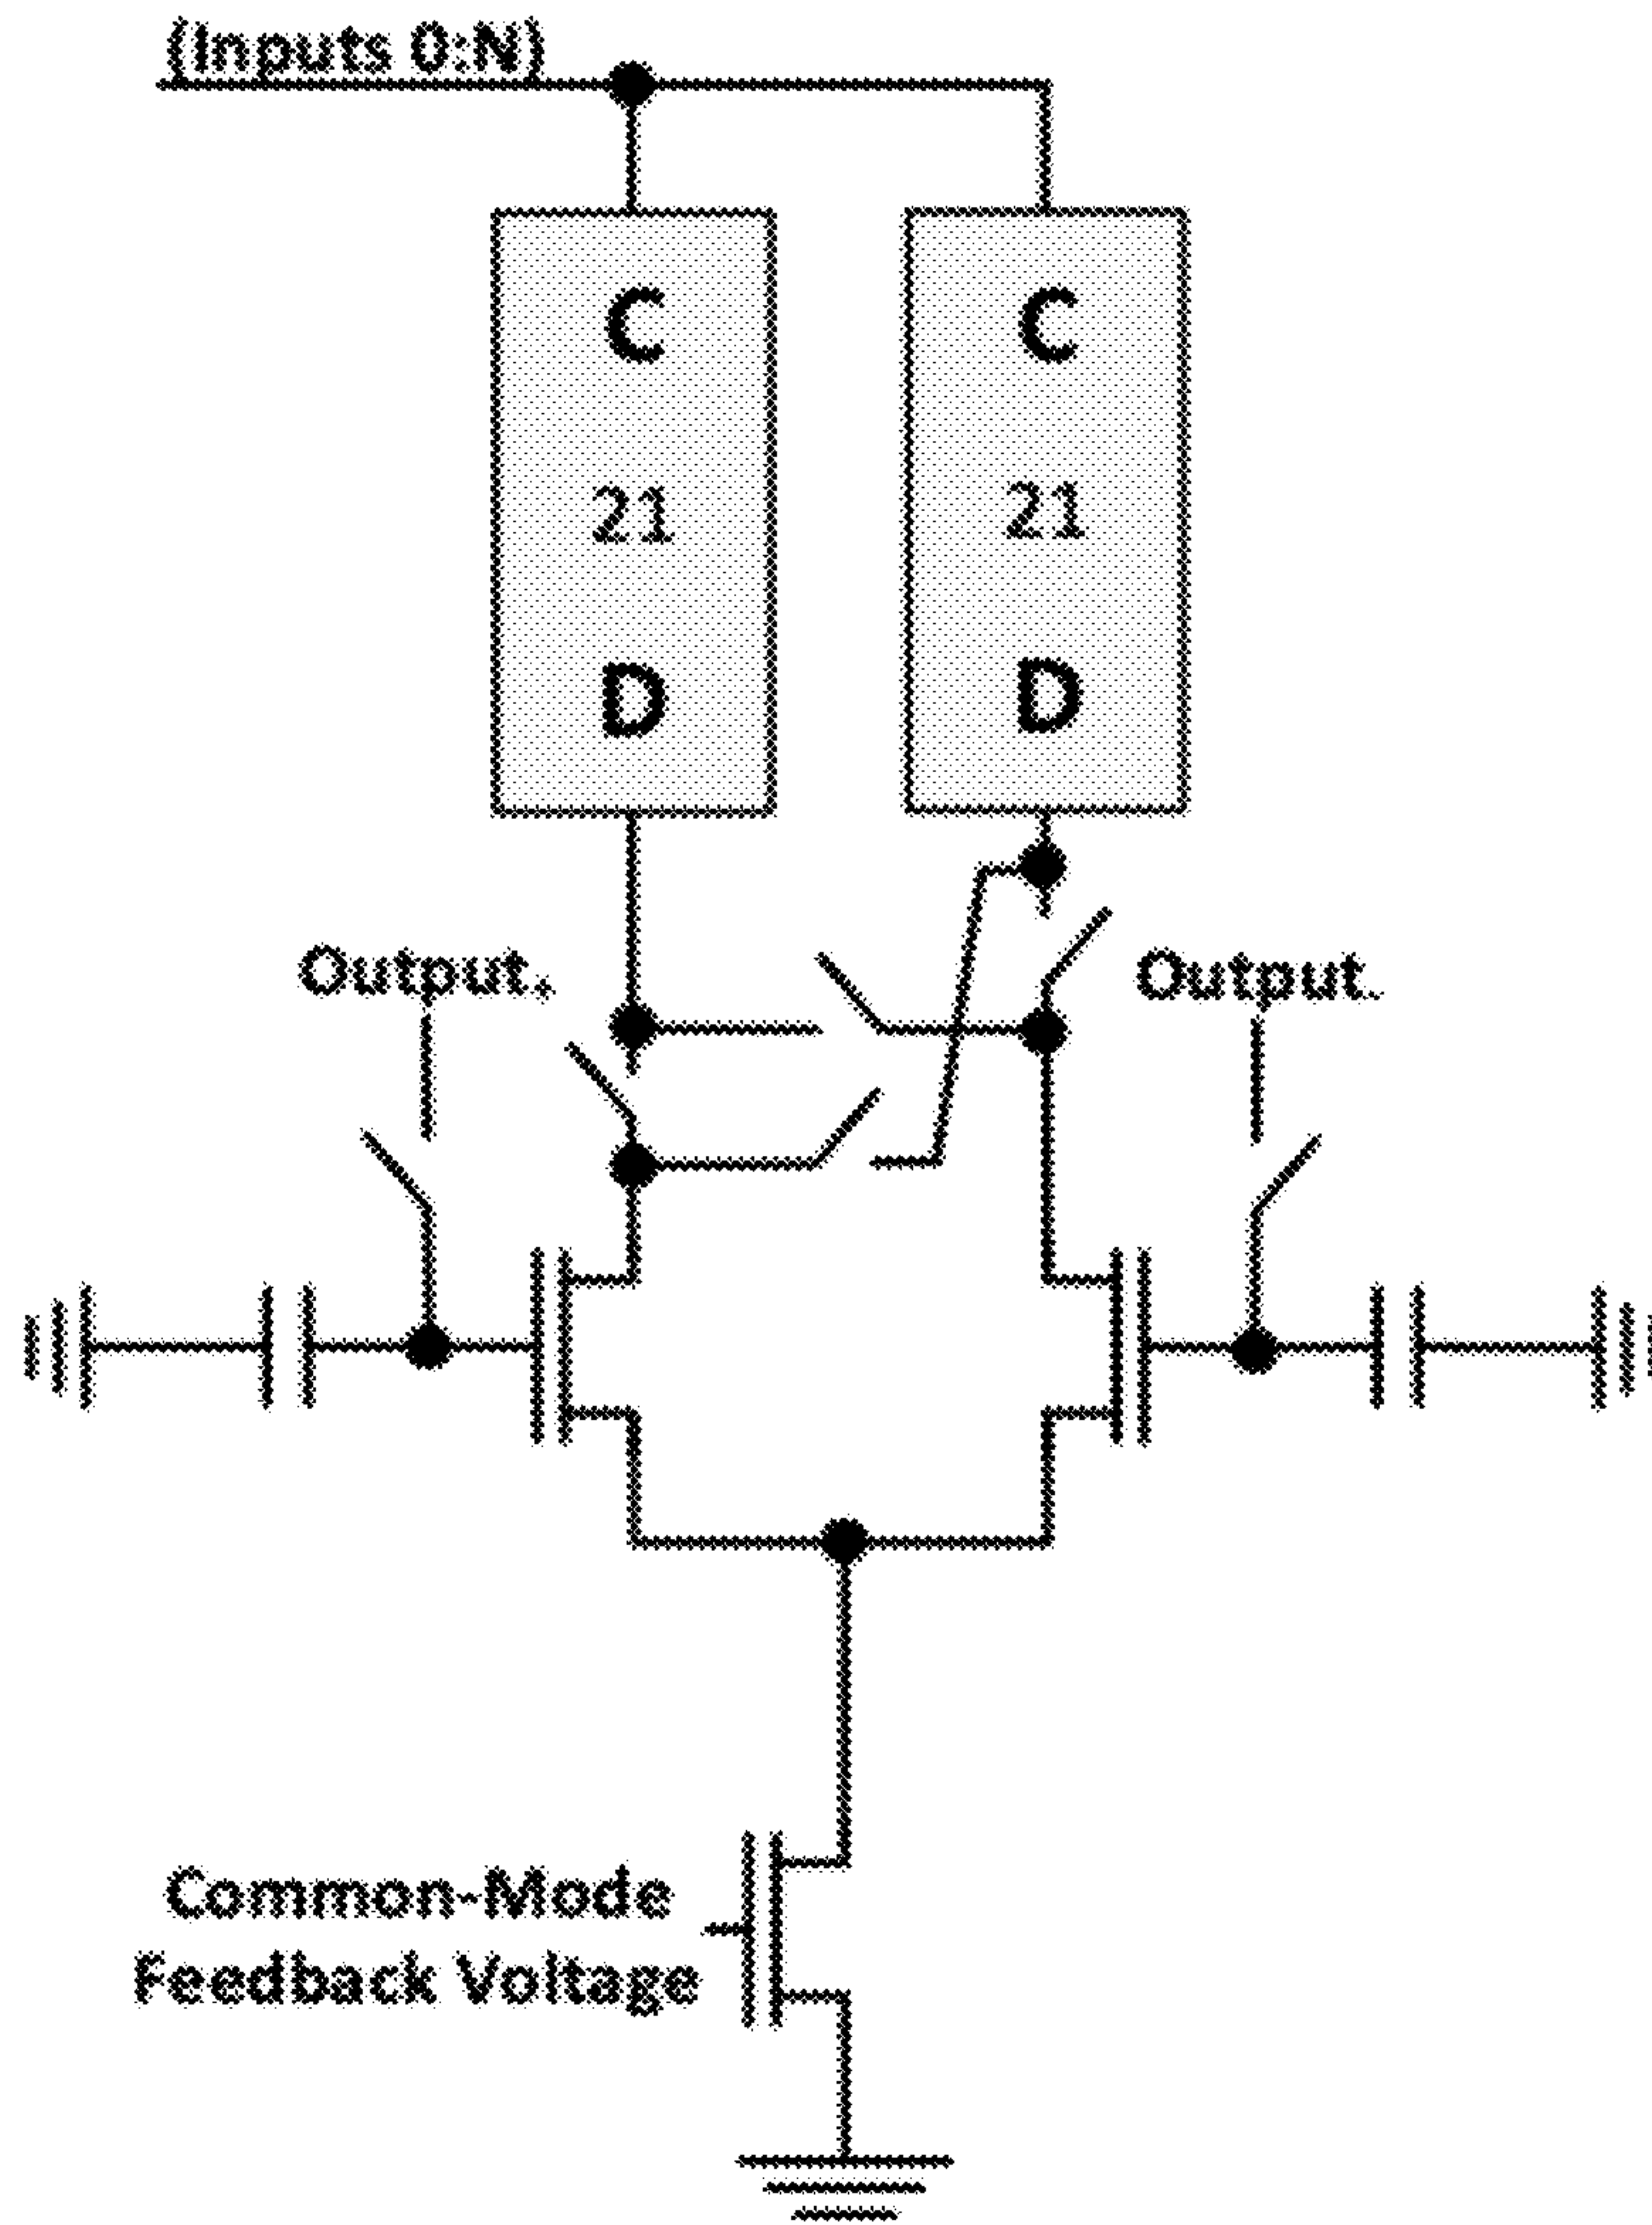 (Inputs 0:N)
C
21
D
C
21
D
Output+
Output-
Common-Mode
Feedback Voltage